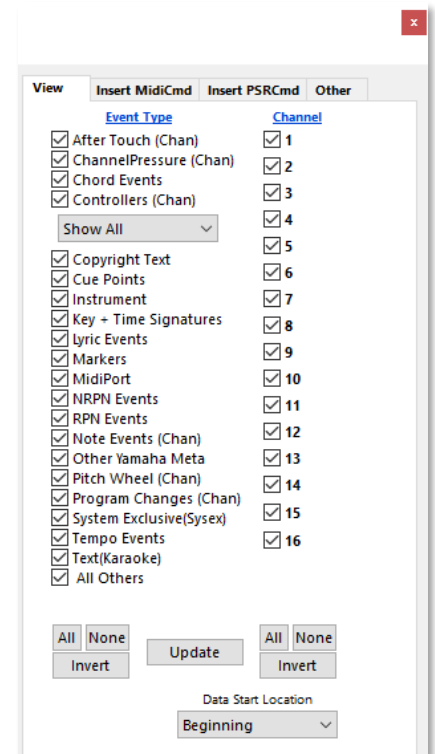 x
View Insert MidiCmd Insert PSRCmd Other
Event Type Channel
After Touch (Chan) 1
ChannelPressure (Chan) 2
Chord Events 3
Controllers (Chan)
Show All 4
5
Copyright Text
Cue Points 6
Instrument 7
Key + Time Signatures 8
Lyric Events
Markers 9
MidiPort 10
NRPN Events 11
RPN Events
Note Events (Chan) 12
Other Yamaha Meta 13
Pitch Wheel (Chan) 14
Program Changes (Chan)
System Exclusive(Sysex) 15
Tempo Events 16
Text(Karaoke)
All Others
All None Update All None
Invert Invert
Data Start Location
Beginning